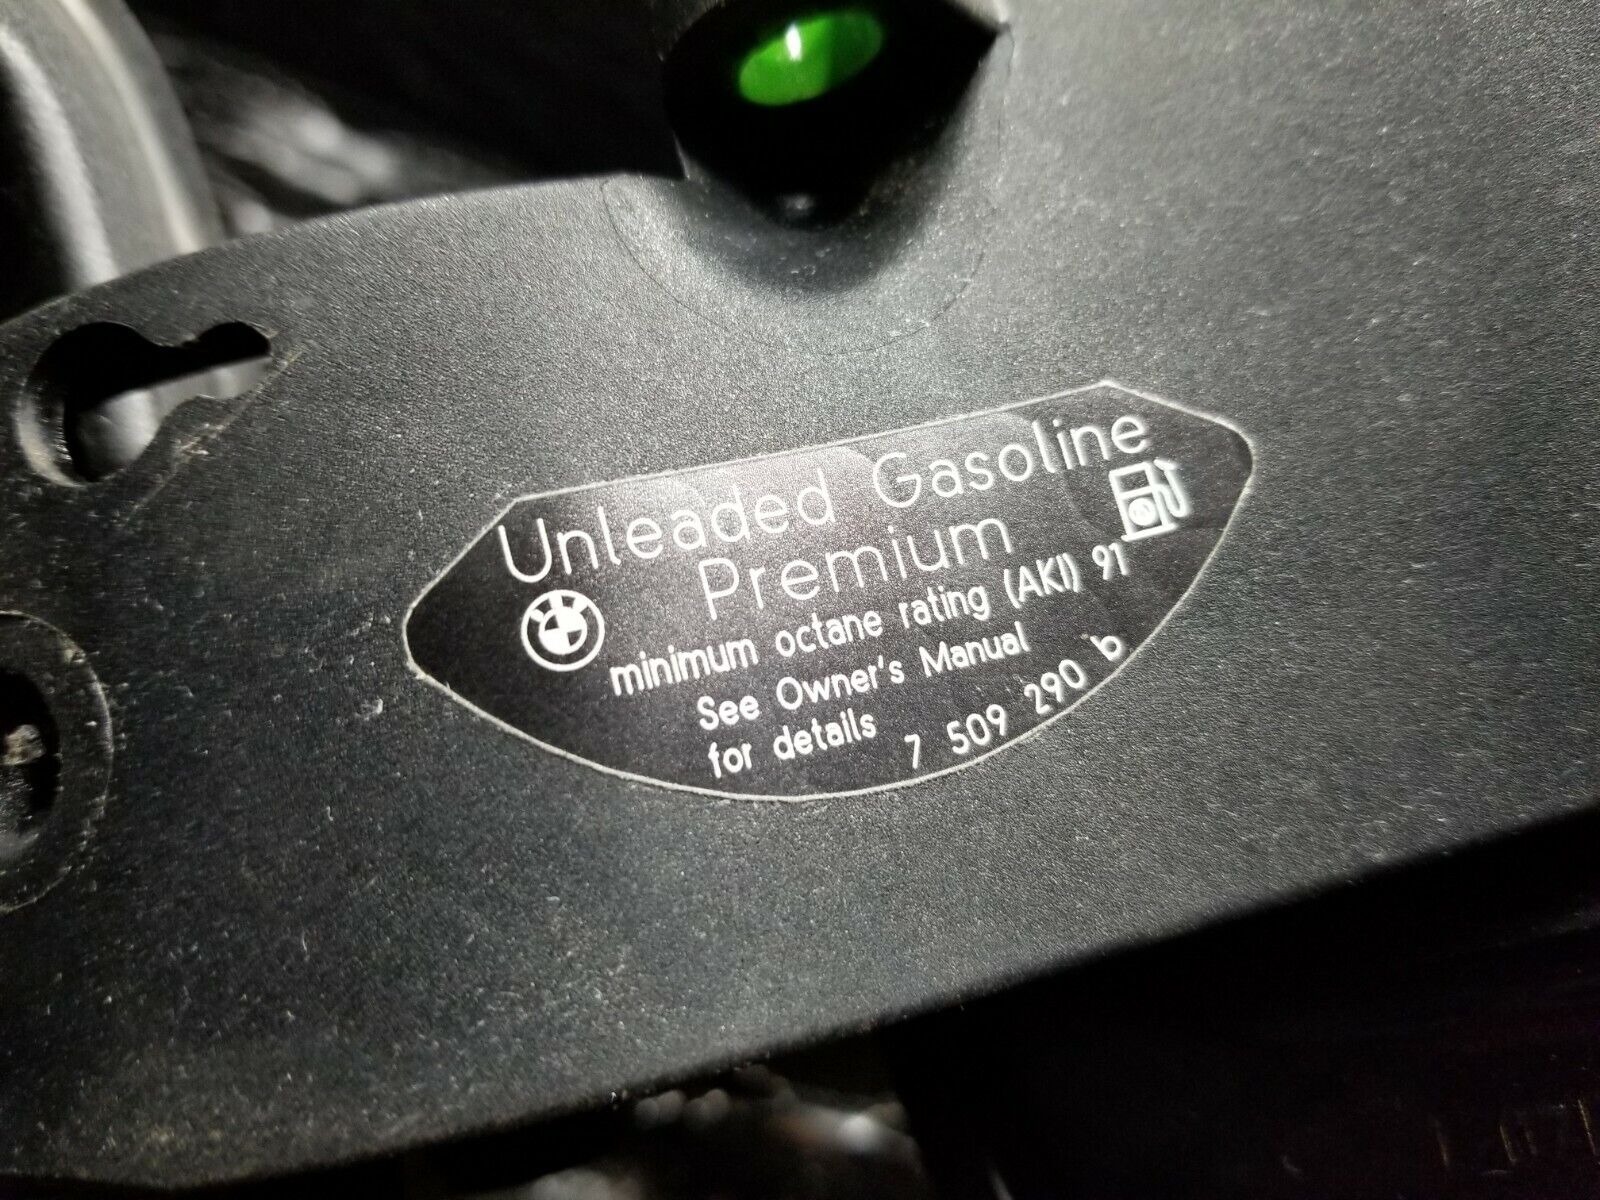 Unleaded Gasoline
Premium
minimum octane rating (AKI) 91
See Owner's Manual
for details
7 509 290 b